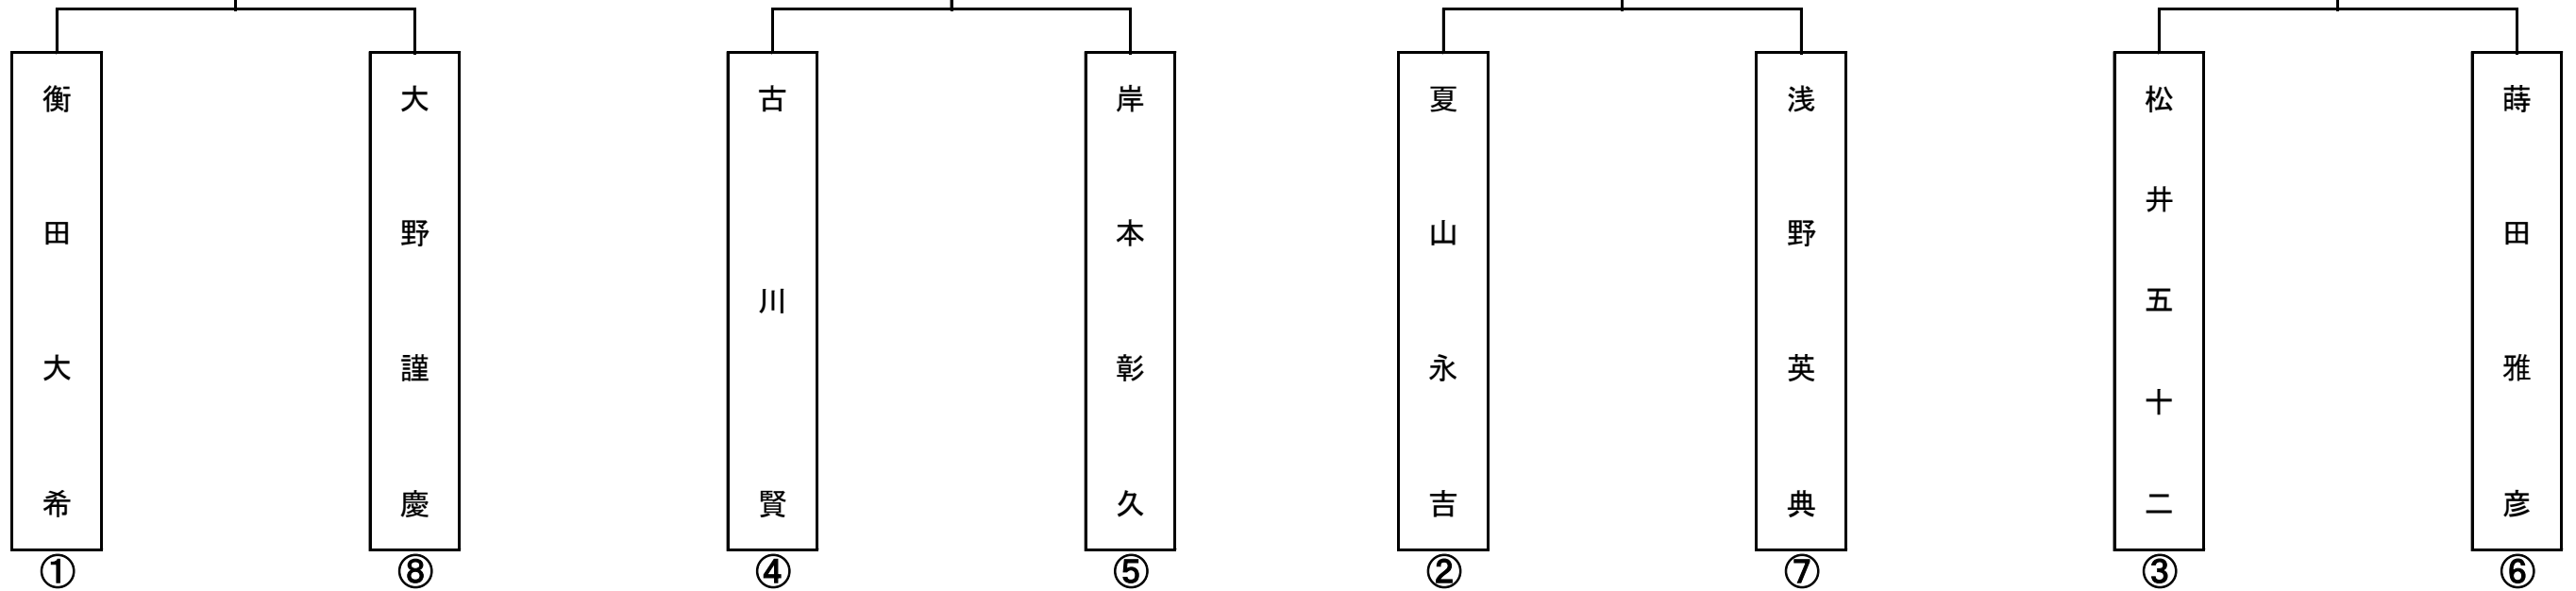 衡田大希
①
大野謹慶
⑧
古川賢
④
岸本彰久
⑤
夏山永吉
②
浅野英典
⑦
松井五十二
③
蒔田雅彦
⑥